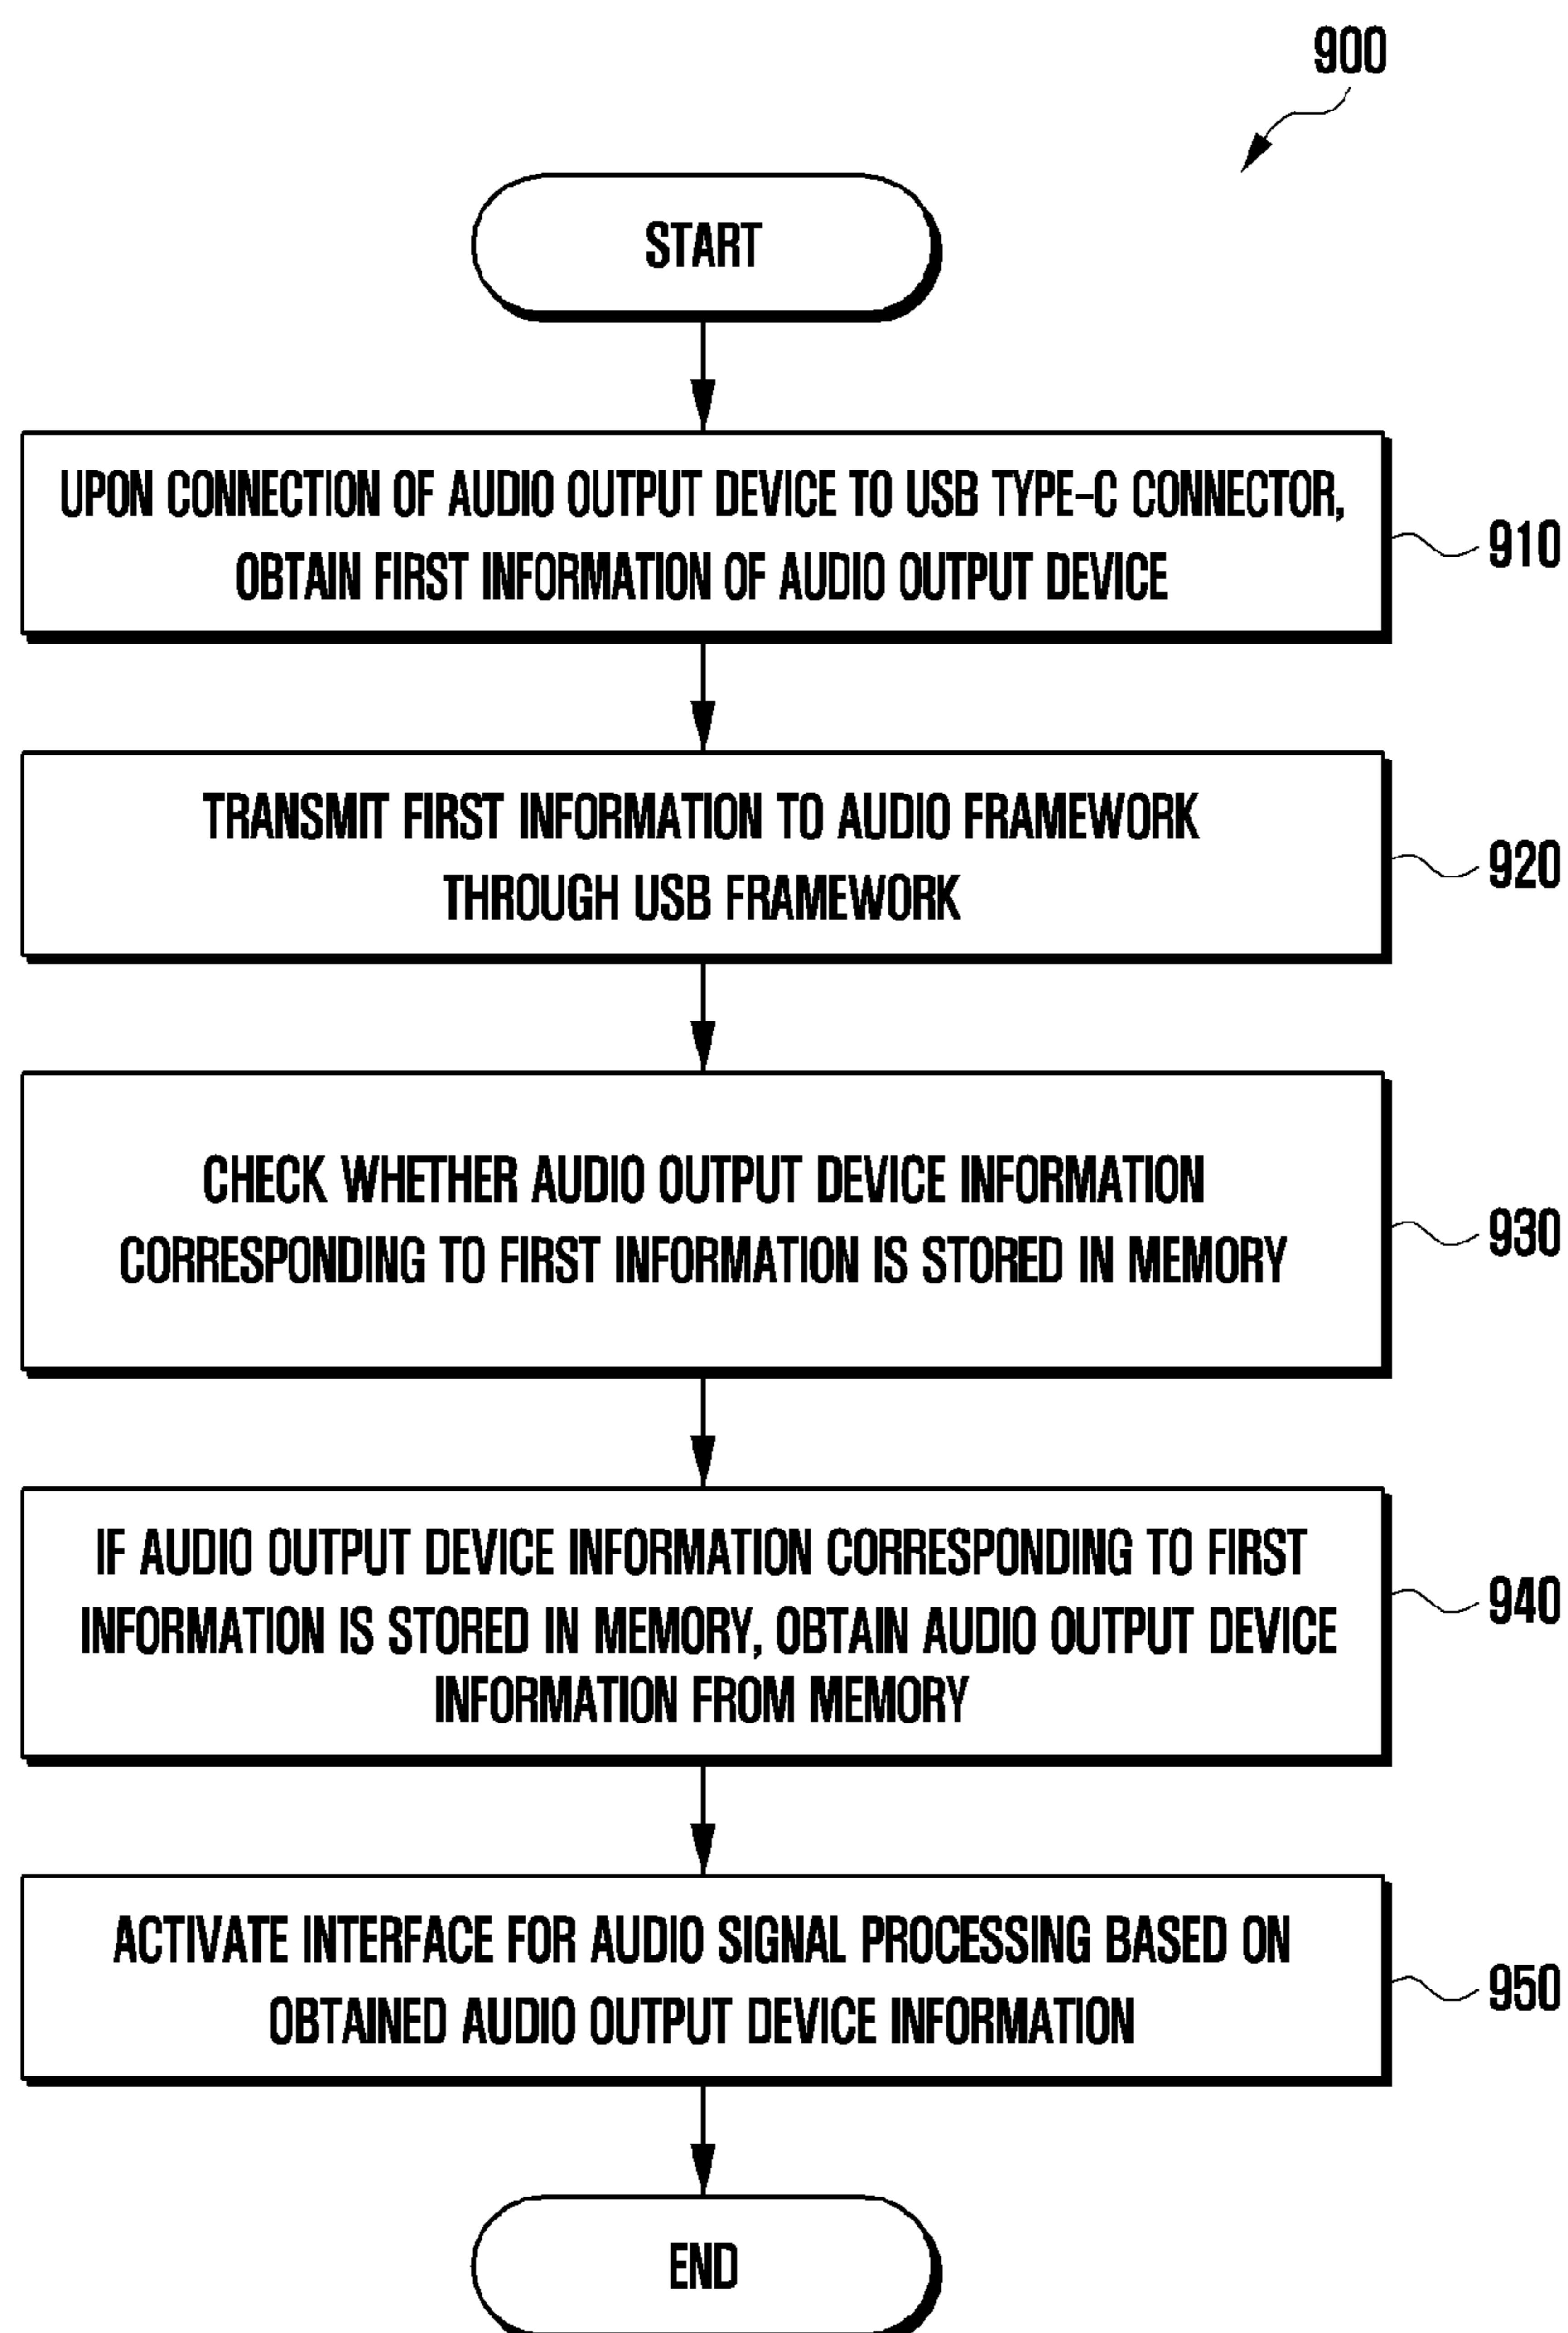 900
START
UPON CONNECTION OF AUDIO OUTPUT DEVICE TO USB TYPE-C CONNECTOR,
OBTAIN FIRST INFORMATION OF AUDIO OUTPUT DEVICE
910
TRANSMIT FIRST INFORMATION TO AUDIO FRAMEWORK
THROUGH USB FRAMEWORK
920
CHECK WHETHER AUDIO OUTPUT DEVICE INFORMATION
CORRESPONDING TO FIRST INFORMATION IS STORED IN MEMORY
930
IF AUDIO OUTPUT DEVICE INFORMATION CORRESPONDING TO FIRST
INFORMATION IS STORED IN MEMORY, OBTAIN AUDIO OUTPUT DEVICE
INFORMATION FROM MEMORY
940
ACTIVATE INTERFACE FOR AUDIO SIGNAL PROCESSING BASED ON
OBTAINED AUDIO OUTPUT DEVICE INFORMATION
950
END